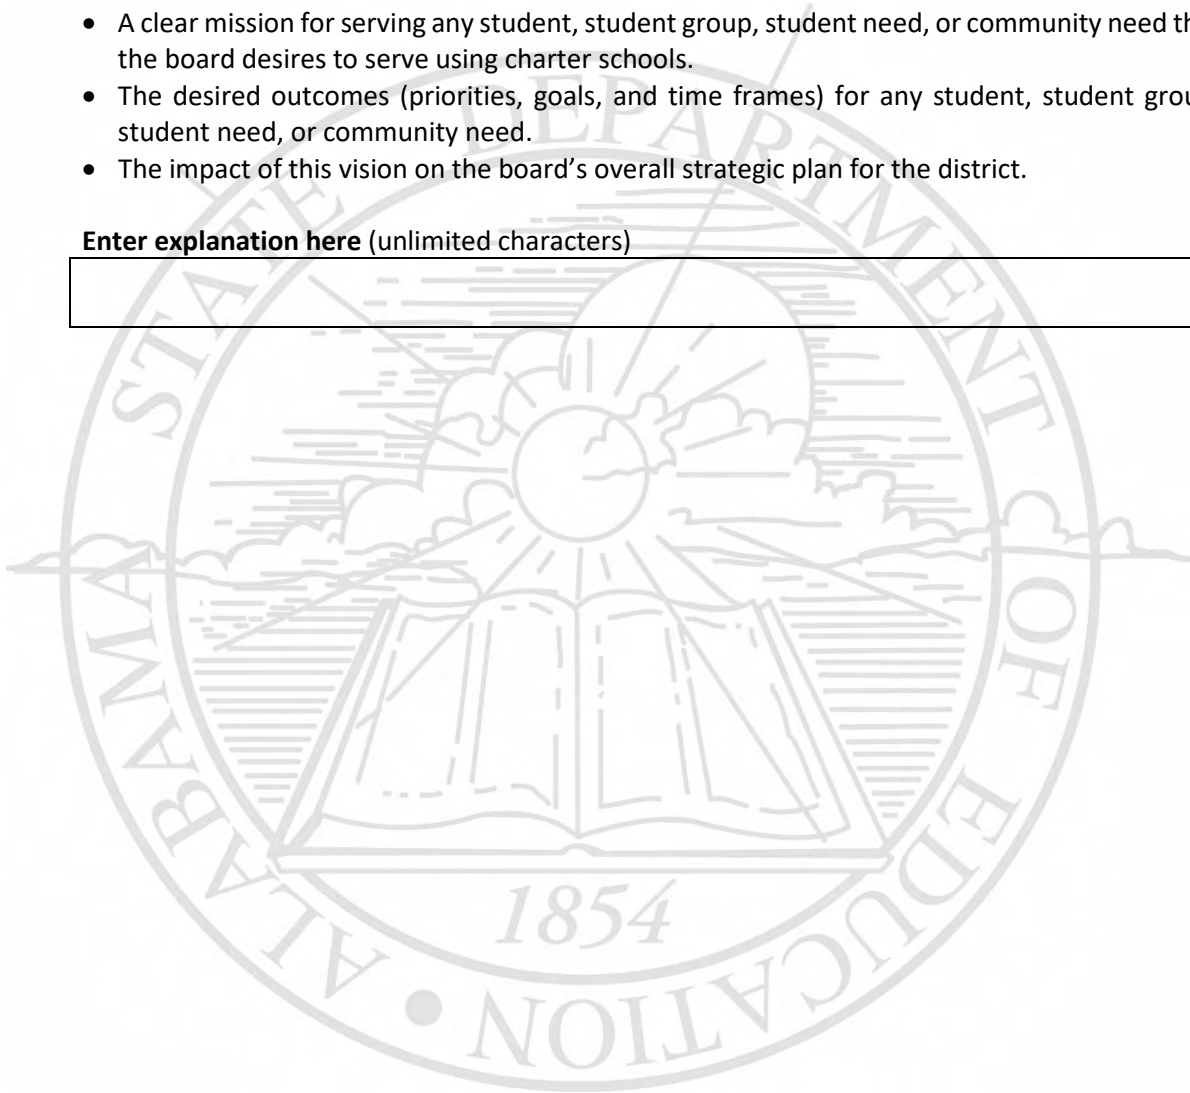 • A clear mission for serving any student, student group, student need, or community need
the board desires to serve using charter schools.
• The desired outcomes (priorities, goals, and time frames) for any student, student
student need, or community need.
• The impact of this vision on the board’s overall strategic plan for the district.
Enter explanation here (unlimited characters)
ALABAMA STATE DEPARTMENT OF EDUCATION •
1854